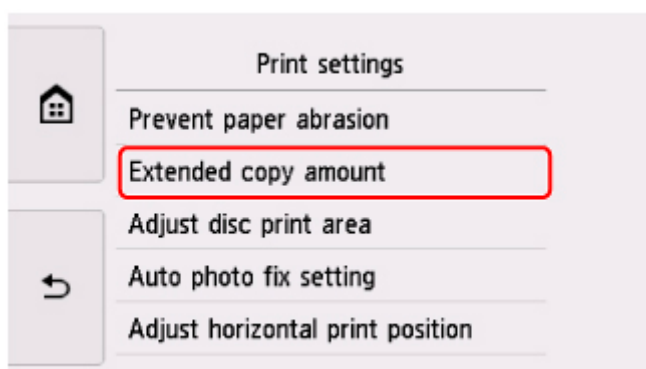 Print settings
Prevent paper abrasion
Extended copy amount
Adjust disc print area
Auto photo fix setting
Adjust horizontal print position